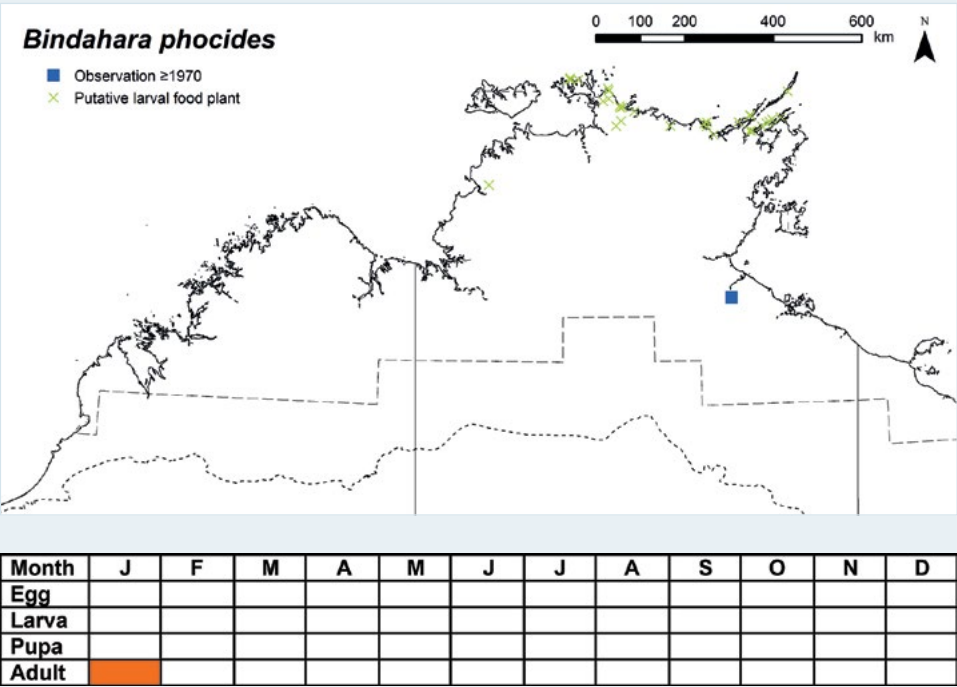 Bindahara phocides
0 100 200 400 600
km
N
Observation ≥1970
Putative larval food plant
Month J F M A M J J A S O N D
Egg
Larva
Pupa
Adult